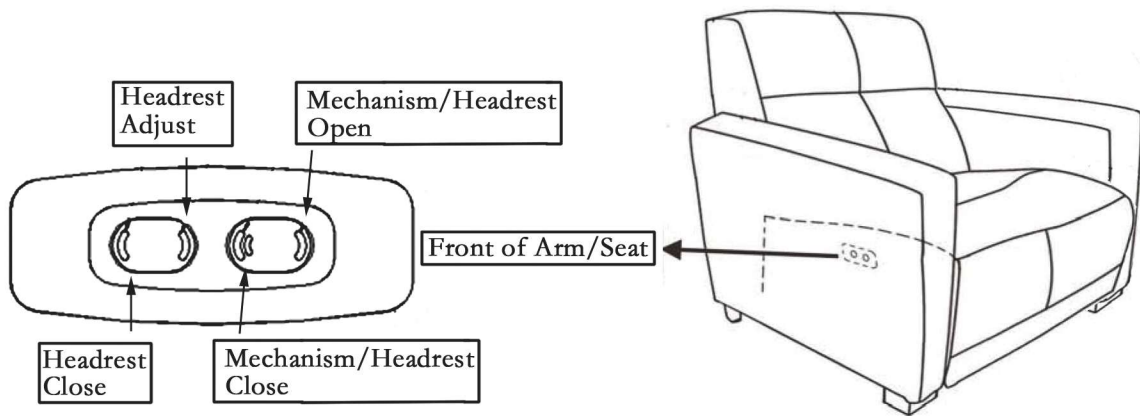 Headrest
Adjust
Mechanism/Headrest
Open
Front of Arm/Seat
Headrest
Close
Mechanism/Headrest
Close